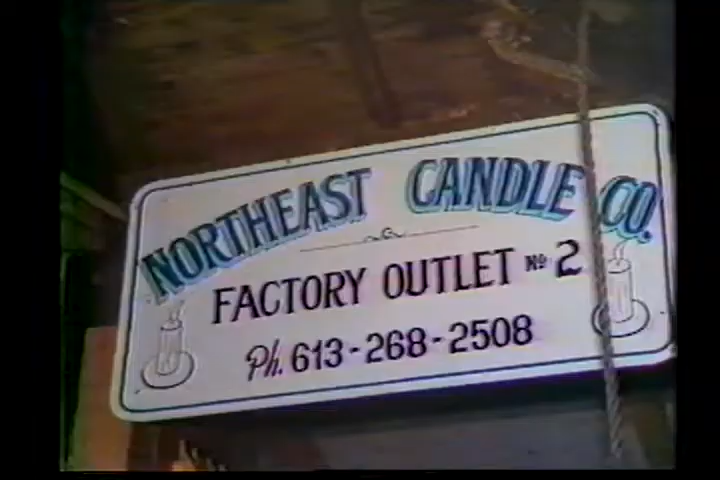 NORTHEAST CANDLE CO.
FACTORY OUTLET No 2
Ph. 613-268-2508